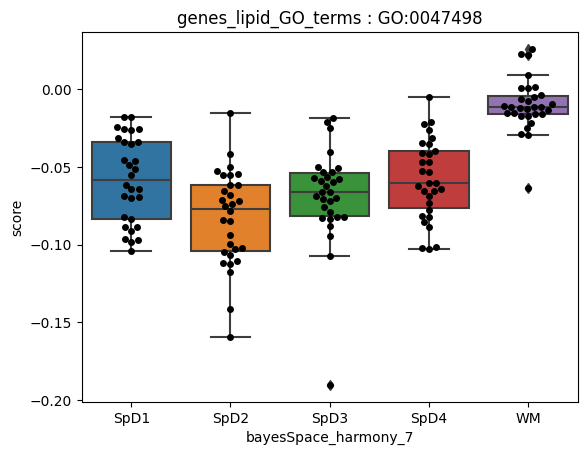 genes_lipid_GO_terms : GO:0047498
score
0.00
−0.05
−0.10
−0.15
−0.20
SpD1 SpD2 SpD3 SpD4 WM
bayesSpace_harmony_7